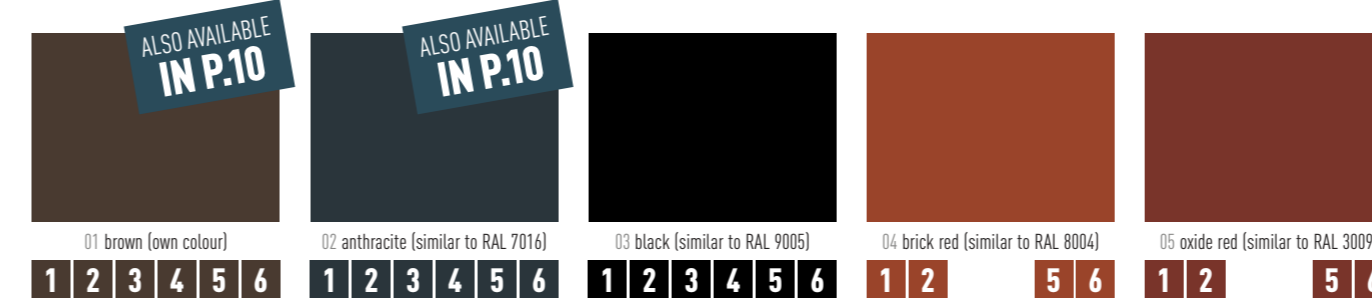 ALSO AVAILABLE
IN P.10
ALSO AVAILABLE
IN P.10
01 brown (own colour)
02 anthracite (similar to RAL 7016)
03 black (similar to RAL 9005)
04 brick red (similar to RAL 8004)
05 oxide red (similar to RAL 3009
1 2 3 4 5 6
1 2 3 4 5 6
1 2 3 4 5 6
1 2 5 6
1 2 5 6